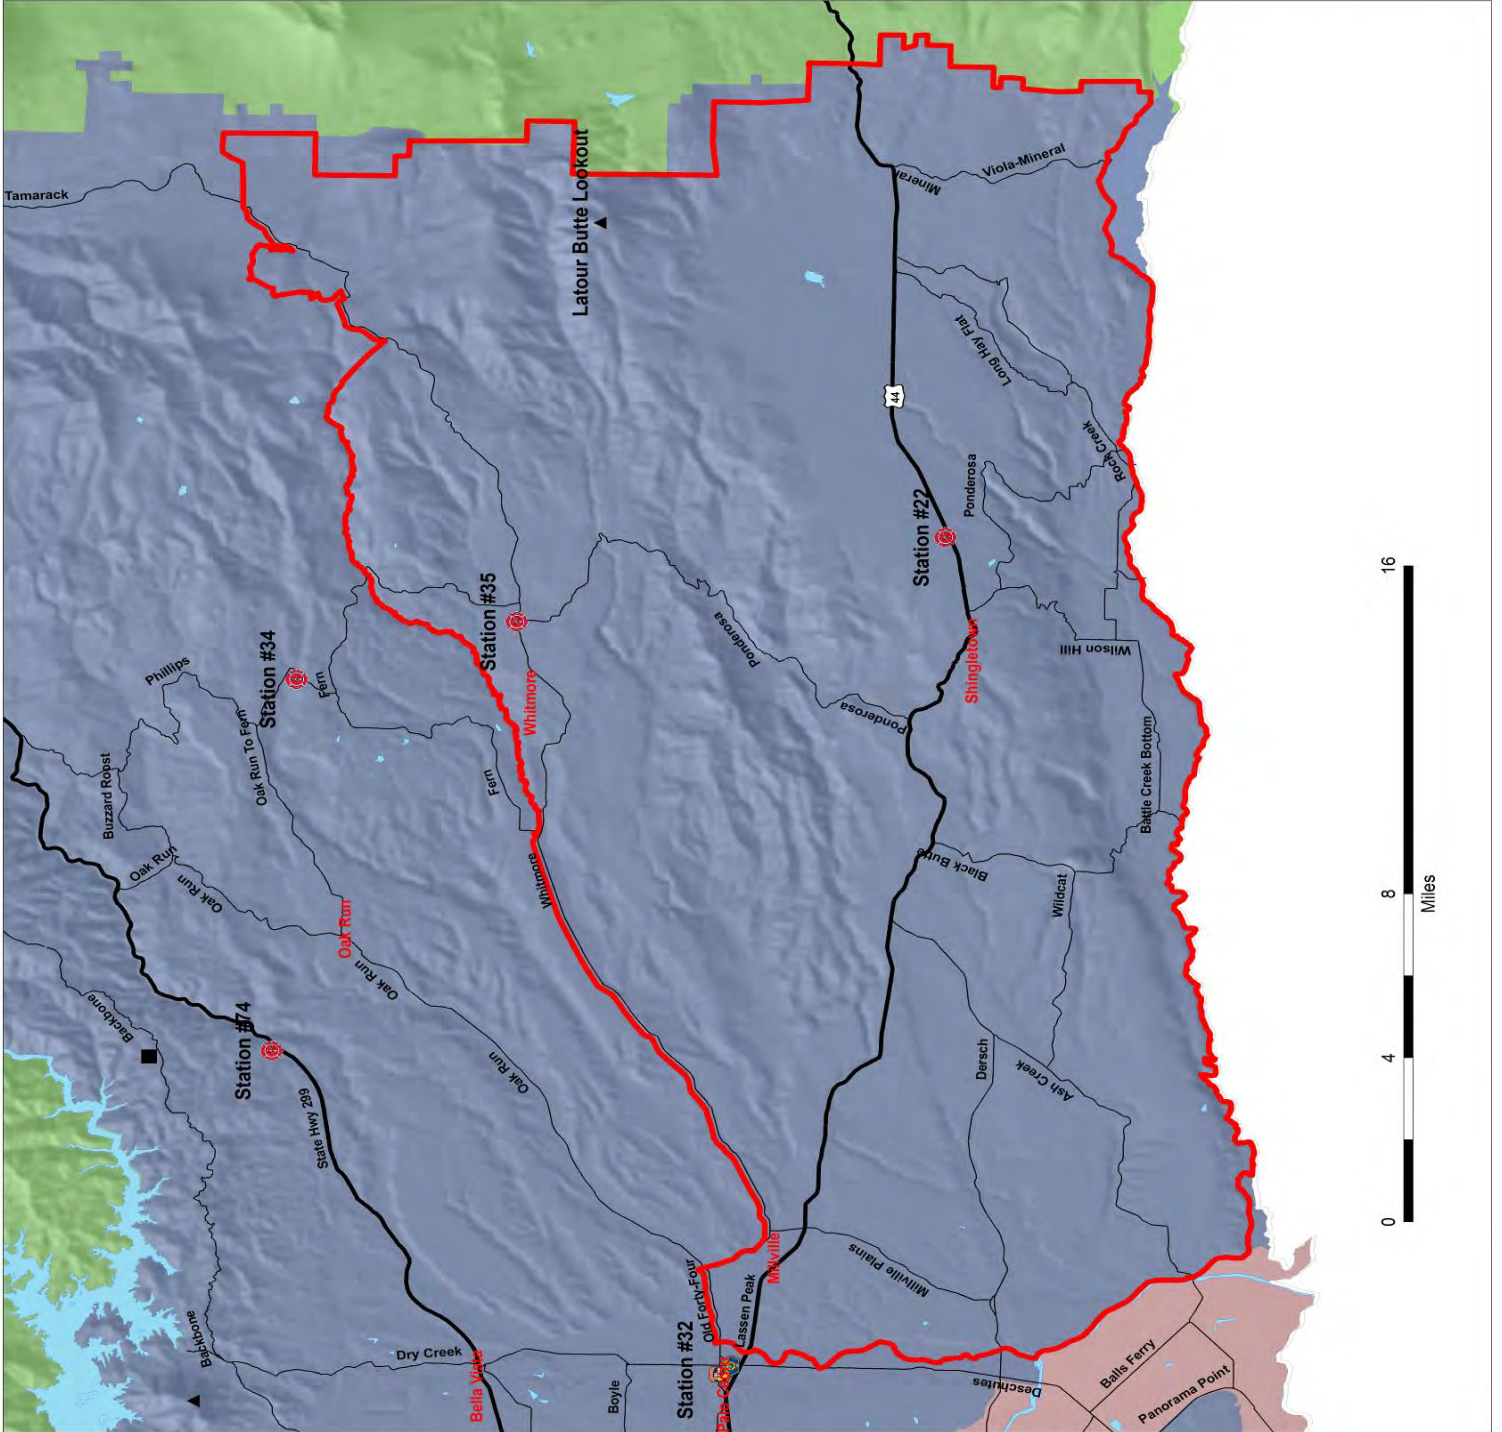 Tamarack
Latour Butte Lookout
Mineral
Viola-Mineral
Long Hay Flat
44
Rock Creek
Ponderosa
Station #22
Station #35
Station #34
Phillips
Fern
Whitmore
Ponderosa
Ponderosa
Shingletown
Wilson Hill
Oak Run To Fern
Fern
Buzzard Roost
Battle Creek Bottom
Oak Run
Oak Run
Whitmore
Black Butte
Wildcat
Oak Run
Oak Run
Backbone
Station #74
Oak Run
Dersch
Ash Creek
State Hwy 299
Millville
Millville Plains
Old Forty-Four
Lassen Peak
Backbone
Dry Creek
Bella Vista
Boyle
Station #32
Deschutes
Balls Ferry
Panorama Point
0
4
8
16
Miles